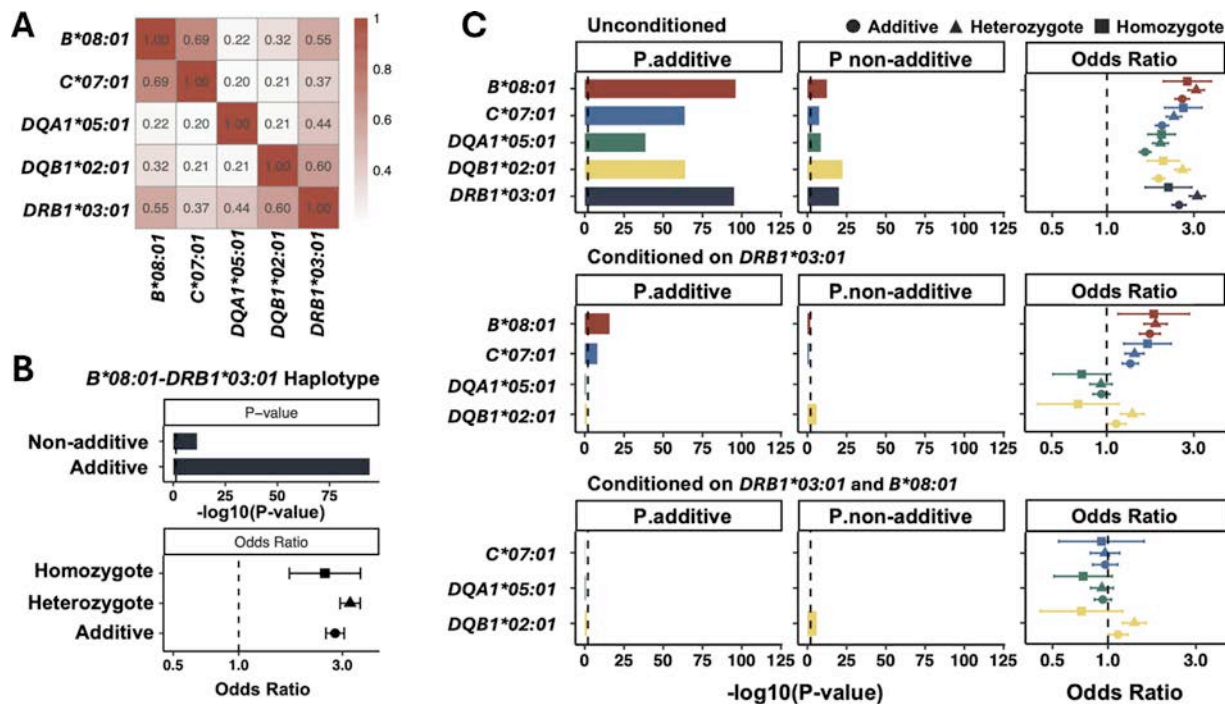 A
B*08:01 1.00 0.69 0.22 0.32 0.55
C*07:01 0.69 1.00 0.20 0.21 0.37
DQA1*05:01 0.22 0.20 1.00 0.21 0.44
DQB1*02:01 0.32 0.21 0.21 1.00 0.60
DRB1*03:01 0.55 0.37 0.44 0.60 1.00
B*08:01
C*07:01
DQA1*05:01
DQB1*02:01
DRB1*03:01
1
0.8
0.6
0.4
B
B*08:01-DRB1*03:01 Haplotype
P-value
Non-additive
Additive
0 25 50 75
-log10(P-value)
Odds Ratio
Homozygote
Heterozygote
Additive
0.5 1.0 3.0
Odds Ratio
C
Unconditioned
Additive Heterozygote Homozygote
P.additive P non-additive Odds Ratio
B*08:01
C*07:01
DQA1*05:01
DQB1*02:01
DRB1*03:01
0 25 50 75 100 125 0 25 50 75 100 125 0.5 1.0 3.0
Conditioned on DRB1*03:01
P.additive P.non-additive Odds Ratio
B*08:01
C*07:01
DQA1*05:01
DQB1*02:01
0 25 50 75 100 125 0 25 50 75 100 125 0.5 1.0 3.0
Conditioned on DRB1*03:01 and B*08:01
P.additive P.non-additive Odds Ratio
C*07:01
DQA1*05:01
DQB1*02:01
0 25 50 75 100 125 0 25 50 75 100 125 0.5 1.0 3.0
-log10(P-value) Odds Ratio